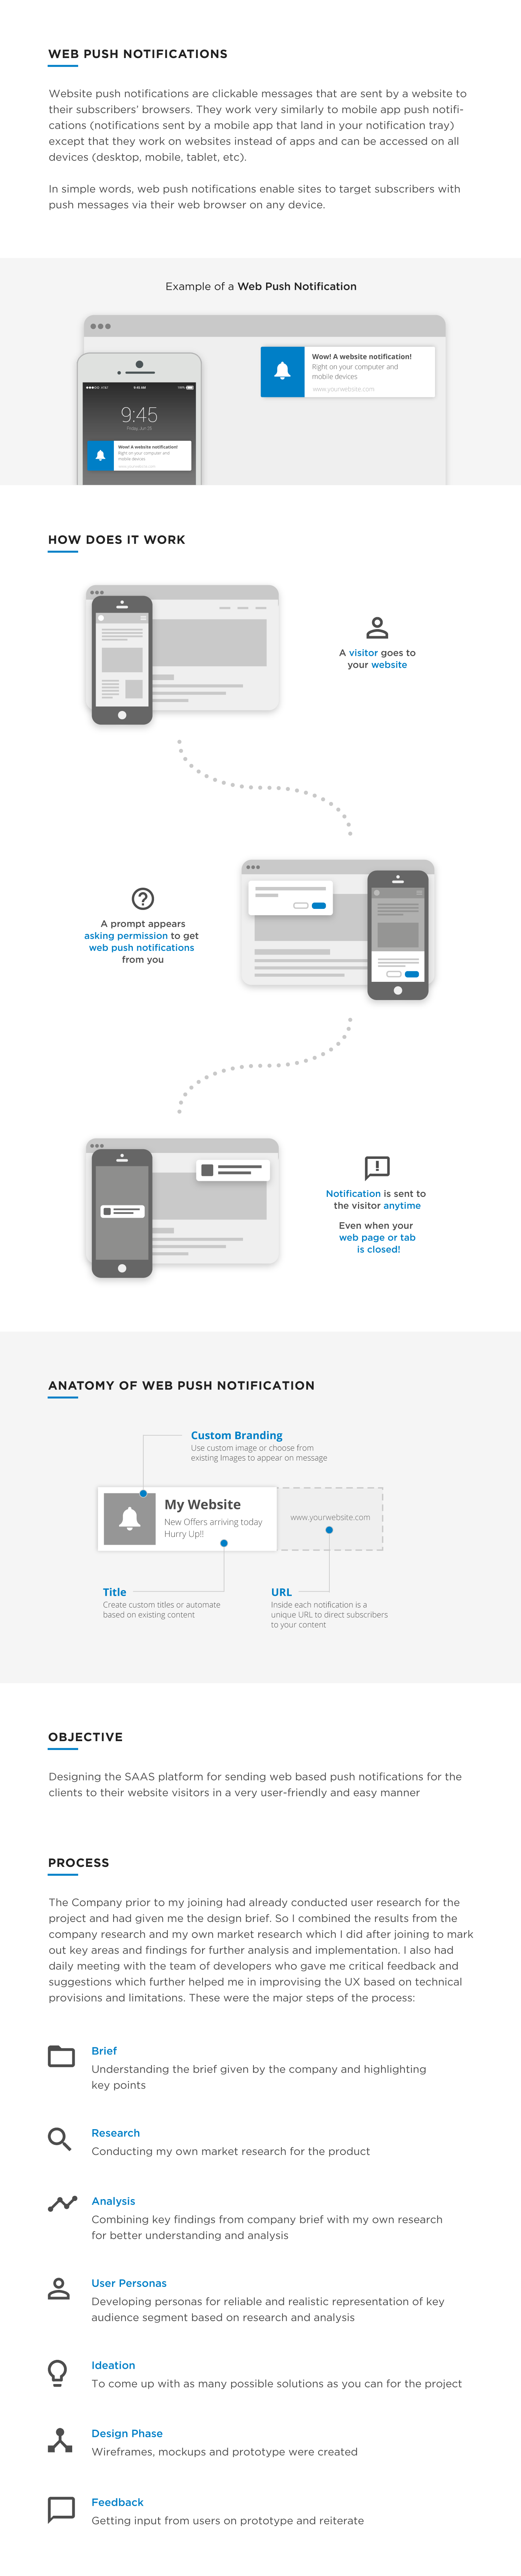 WEB PUSH NOTIFICATIONS
Website push notifications are clickable messages that are sent by a website to
their subscribers' browsers. They work very similarly to mobile app push notifi-
cations (notifications sent by a mobile app that land in your notification tray)
except that they work on websites instead of apps and can be accessed on all
devices (desktop, mobile, tablet, etc).
In simple words, web push notifications enable sites to target subscribers with
push messages via their web browser on any device.
Example of a Web Push Notification
Wow! A website notification!
Right on your computer and
mobile devices
www.yourwebsite.com
9:45 AM
9:45
Friday, Jun 28
Wow! A website notification!
Right on your computer and
mobile devices
www.yourwebsite.com
HOW DOES IT WORK
A visitor goes to
your website
A prompt appears
asking permission to get
web push notifications
from you
Notification is sent to
the visitor anytime
Even when your
web page or tab
is closed!
ANATOMY OF WEB PUSH NOTIFICATION
Custom Branding
Use custom image or choose from
existing Images to appear on message
My Website
New Offers arriving today
Hurry Up!!
www.yourwebsite.com
Title
Create custom titles or automate
based on existing content
URL
Inside each notification is a
unique URL to direct subscribers
to your content
OBJECTIVE
Designing the SAAS platform for sending web based push notifications for the
clients to their website visitors in a very user-friendly and easy manner
PROCESS
The Company prior to my joining had already conducted user research for the
project and had given me the design brief. So I combined the results from the
company research and my own market research which I did after joining to mark
out key areas and findings for further analysis and implementation. I also had
daily meeting with the team of developers who gave me critical feedback and
suggestions which further helped me in improvising the UX based on technical
provisions and limitations. These were the major steps of the process:
Brief
Understanding the brief given by the company and highlighting
key points
Research
Conducting my own market research for the product
Analysis
Combining key findings from company brief with my own research
for better understanding and analysis
User Personas
Developing personas for reliable and realistic representation of key
audience segment based on research and analysis
Ideation
To come up with as many possible solutions as you can for the project
Design Phase
Wireframes, mockups and prototype were created
Feedback
Getting input from users on prototype and reiterate